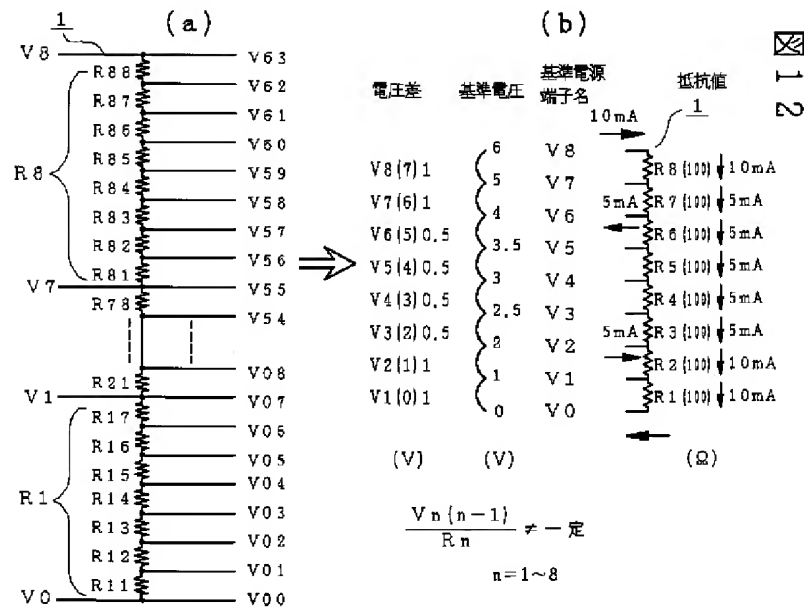 図12
(a)
1
V8
R88
R87
R86
R85
R84
R83
R82
R81
R8
V7
R78
R21
V1
R17
R16
R15
R14
R13
R12
R11
R1
V0
V63
V62
V61
V60
V59
V58
V57
V56
V55
V54
V08
V07
V06
V05
V04
V03
V02
V01
V00
(b)
電圧差
V8(7)1
V7(6)1
V6(5)0.5
V5(4)0.5
V4(3)0.5
V3(2)0.5
V2(1)1
V1(0)1
(V)
基準電圧
6
5
4
3.5
3
2.5
2
1
0
(V)
基準電源
端子名
V8
V7
V6
V5
V4
V3
V2
V1
V0
抵抗値
1
10mA
5mA
5mA
R8(100) 10mA
R7(100) 5mA
R6(100) 5mA
R5(100) 5mA
R4(100) 5mA
R3(100) 5mA
R2(100) 10mA
R1(100) 10mA
(Ω)
Vn(n-1)
Rn
≠一定
n=1~8